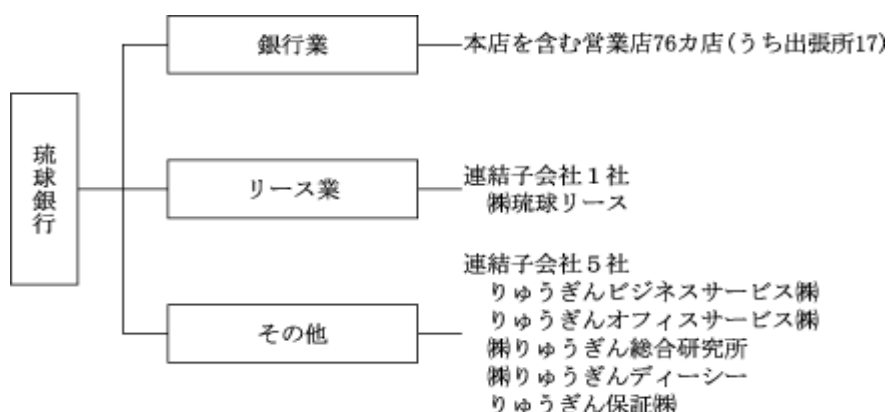 琉球銀行
銀行業
本店を含む営業店76カ店(うち出張所17)
リース業
連結子会社1社
㈱琉球リース
その他
連結子会社5社
りゅうぎんビジネスサービス㈱
りゅうぎんオフィスサービス㈱
㈱りゅうぎん総合研究所
㈱りゅうぎんディーシー
りゅうぎん保証㈱